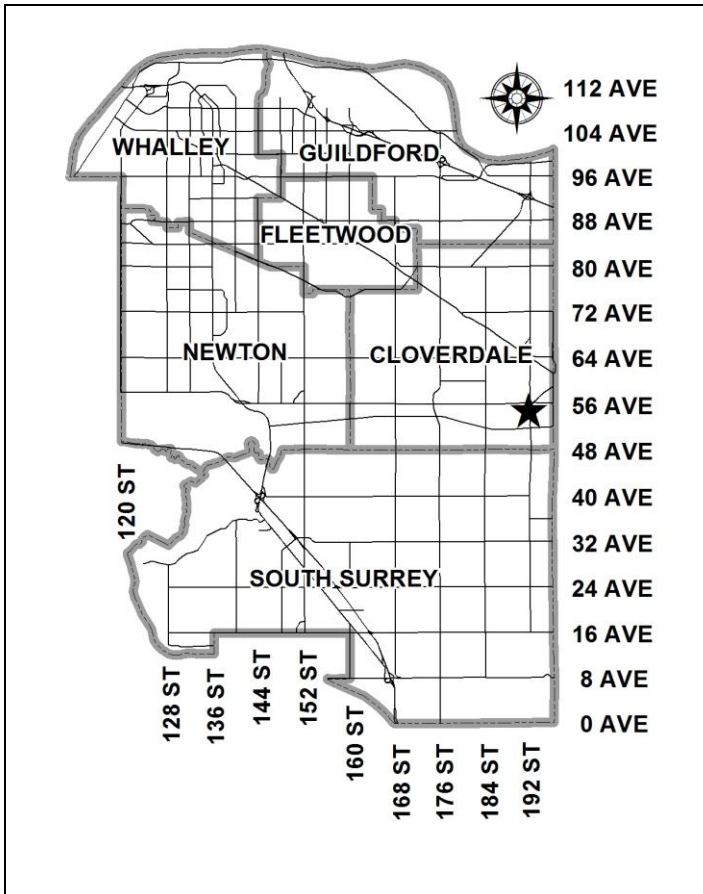 112 AVE
104 AVE
WHALLEY
GUILDFORD
96 AVE
88 AVE
FLEETWOOD
80 AVE
72 AVE
NEWTON
CLOVERDALE
64 AVE
56 AVE
48 AVE
120 ST
40 AVE
32 AVE
SOUTH SURREY
24 AVE
16 AVE
128 ST
136 ST
144 ST
152 ST
160 ST
168 ST
176 ST
184 ST
192 ST
8 AVE
0 AVE